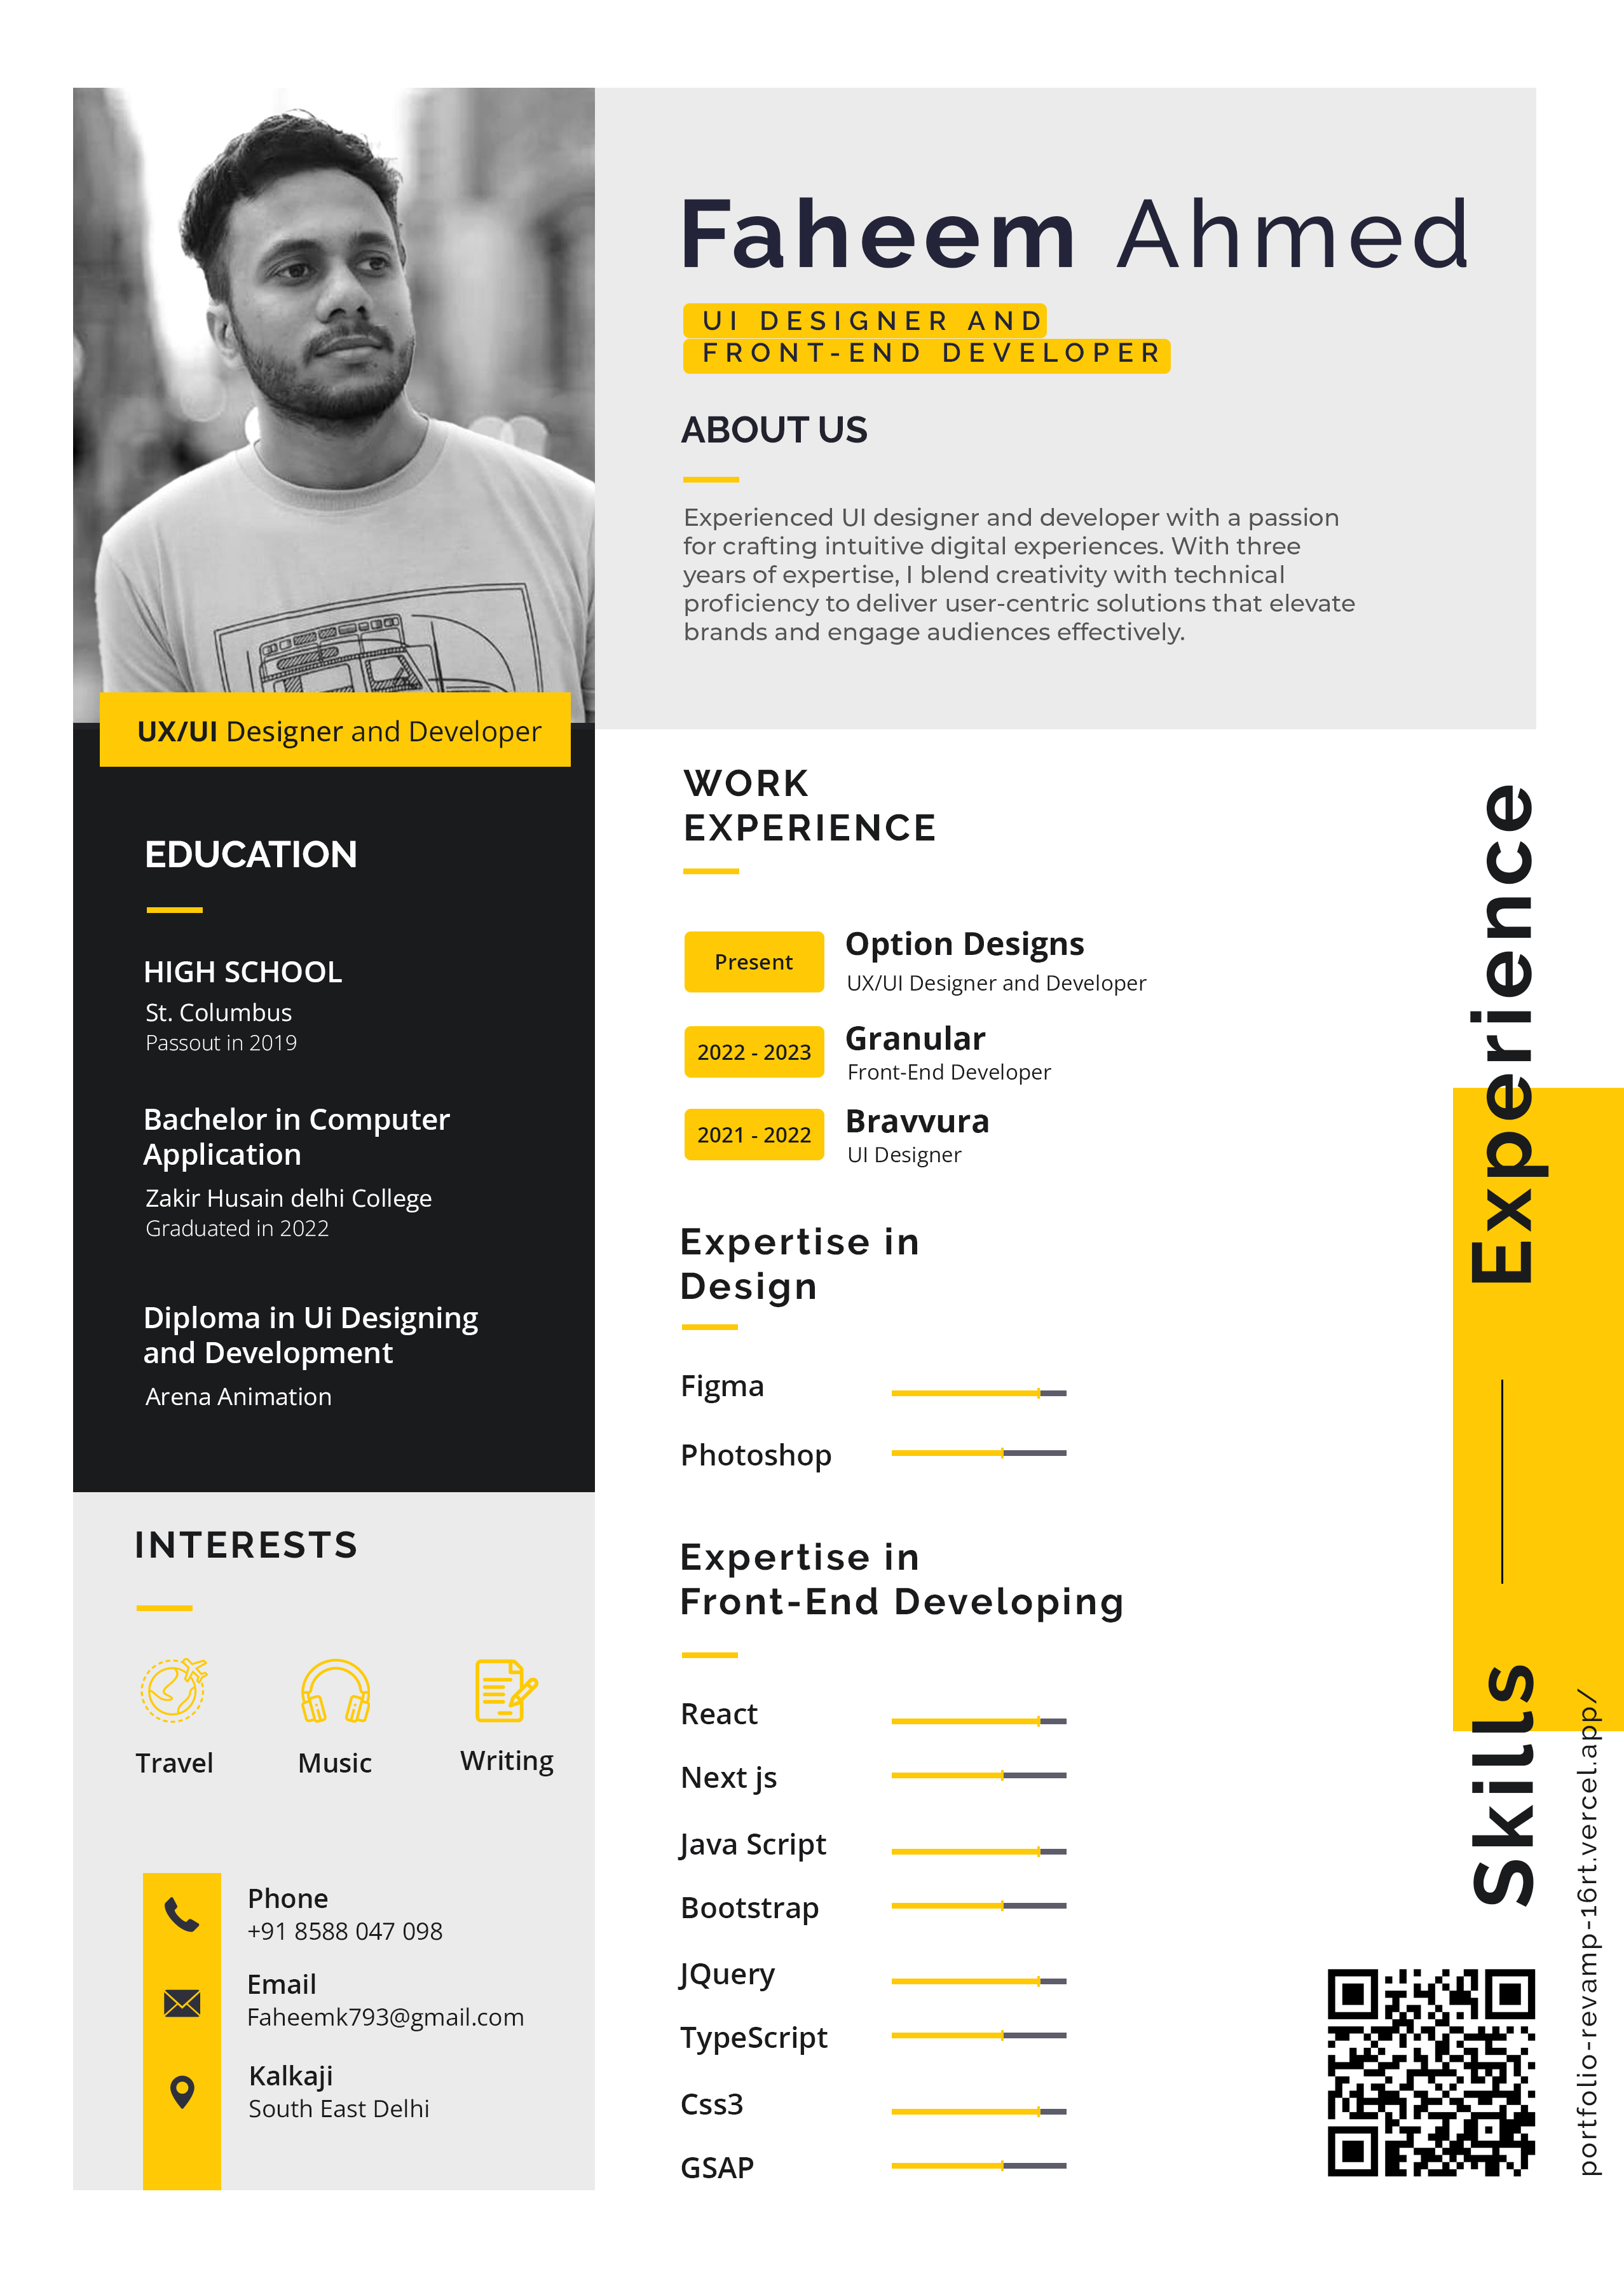 Faheem Ahmed
UI DESIGNER AND
FRONT-END DEVELOPER
ABOUT US
Experienced UI designer and developer with a passion
for crafting intuitive digital experiences. With three
years of expertise, I blend creativity with technical
proficiency to deliver user-centric solutions that elevate
brands and engage audiences effectively.
UX/UI Designer and Developer
EDUCATION
HIGH SCHOOL
St. Columbus
Passout in 2019
Bachelor in Computer
Application
Zakir Husain delhi College
Graduated in 2022
Diploma in Ui Designing
and Development
Arena Animation
INTERESTS
Travel
Music
Writing
Phone
+91 8588 047 098
Email
Faheemk793@gmail.com
Kalkaji
South East Delhi
WORK
EXPERIENCE
Present
Option Designs
UX/UI Designer and Developer
2022 - 2023
Granular
Front-End Developer
2021 - 2022
Bravvura
UI Designer
Expertise in
Design
Figma
Photoshop
Expertise in
Front-End Developing
React
Next js
Java Script
Bootstrap
JQuery
TypeScript
Css3
GSAP
Experience
Skills
portfolio-revamp-16rt.vercel.app/